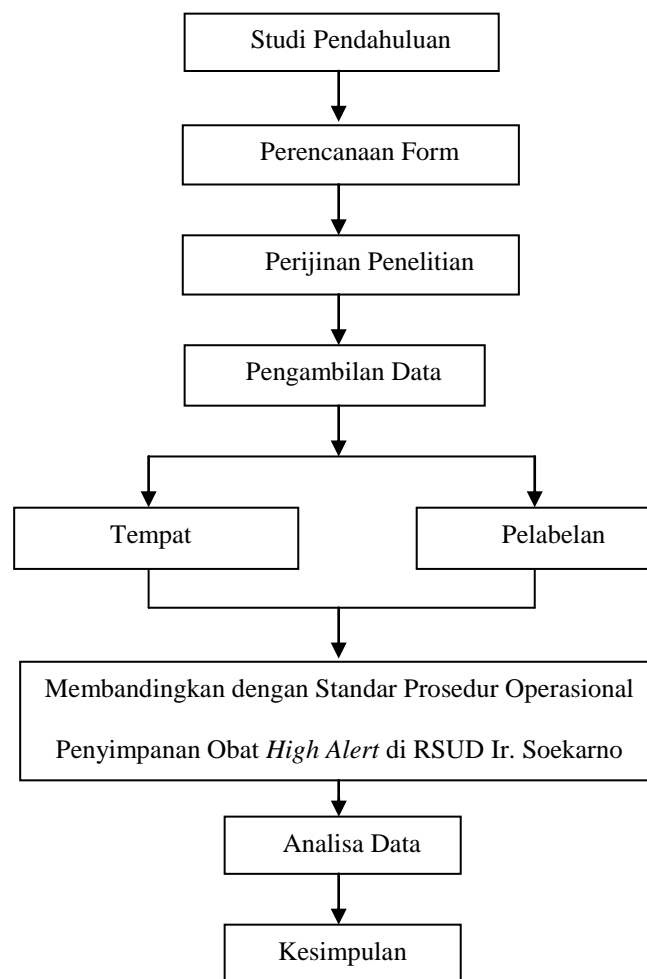 Studi Pendahuluan
Perencanaan Form
Perijinan Penelitian
Pengambilan Data
Tempat
Pelabelan
Membandingkan dengan Standar Prosedur Operasional
Penyimpanan Obat High Alert di RSUD Ir. Soekarno
Analisa Data
Kesimpulan